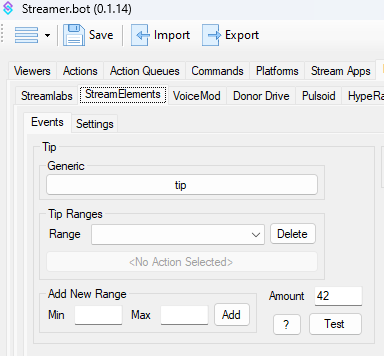 Streamer.bot (0.1.14)
Save Import Export
Viewers Actions Action Queues Commands Platforms Stream Apps
Streamlabs StreamElements VoiceMod Donor Drive Pulsoid HypeRa
Events Settings
Tip
Generic
tip
Tip Ranges
Range Delete
<No Action Selected>
Add New Range
Min Max Add
Amount 42
? Test